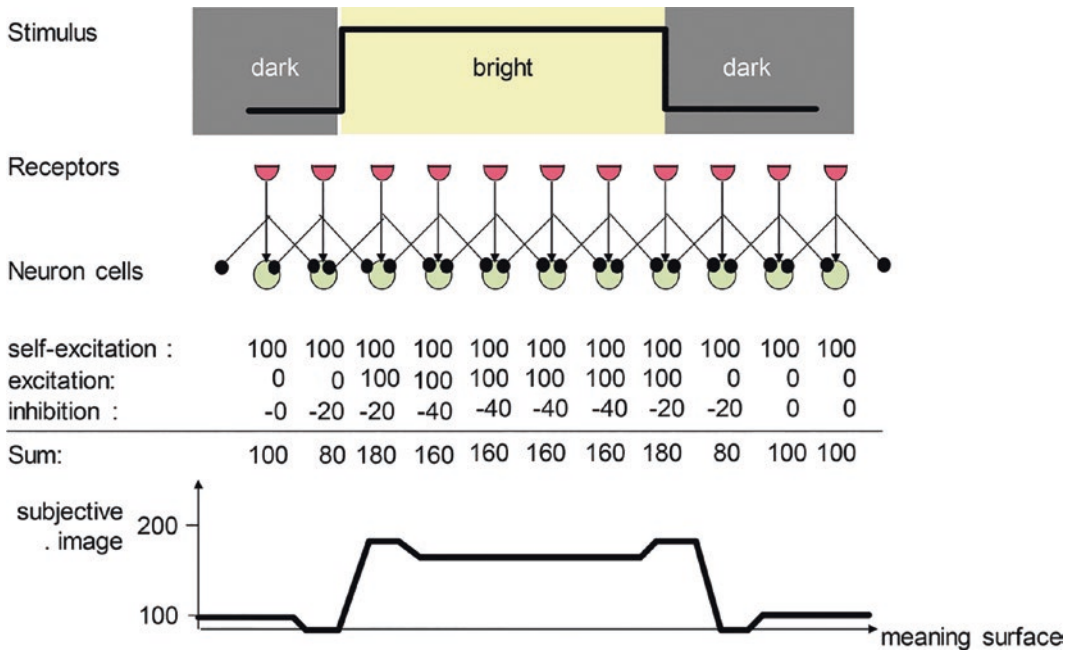 Stimulus
dark bright dark
Receptors
Neuron cells
self-excitation : 100 100 100 100 100 100 100 100 100 100 100
excitation: 0 0 100 100 100 100 100 100 0 0 0
inhibition : -0 -20 -20 -40 -40 -40 -40 -20 -20 0 0
Sum: 100 80 180 160 160 160 160 180 80 100 100
subjective
. image
200
100
meaning surface